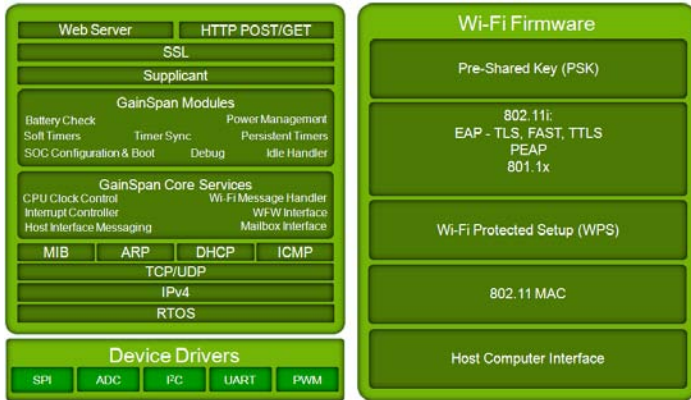 Web Server HTTP POST/GET
SSL
Supplicant
GainSpan Modules
Battery Check Power Management
Soft Timers Timer Sync Persistent Timers
SOC Configuration & Boot Debug Idle Handler
GainSpan Core Services
CPU Clock Control Wi-Fi Message Handler
Interrupt Controller WFW Interface
Host Interface Messaging Mailbox Interface
MIB ARP DHCP ICMP
TCP/UDP
IPv4
RTOS
Device Drivers
SPI ADC I²C UART PWM
Wi-Fi Firmware
Pre-Shared Key (PSK)
802.11i:
EAP - TLS, FAST, TTLS
PEAP
801.1x
Wi-Fi Protected Setup (WPS)
802.11 MAC
Host Computer Interface